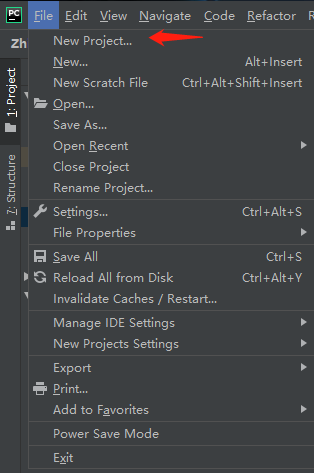 PC File Edit View Navigate Code Refactor R
Zh
1: Project
7: Structure
New Project...
New... Alt+Insert
New Scratch File Ctrl+Alt+Shift+Insert
Open...
Save As...
Open Recent
Close Project
Rename Project...
Settings... Ctrl+Alt+S
File Properties
Save All Ctrl+S
Reload All from Disk Ctrl+Alt+Y
Invalidate Caches / Restart...
Manage IDE Settings
New Projects Settings
Export
Print...
Add to Favorites
Power Save Mode
Exit